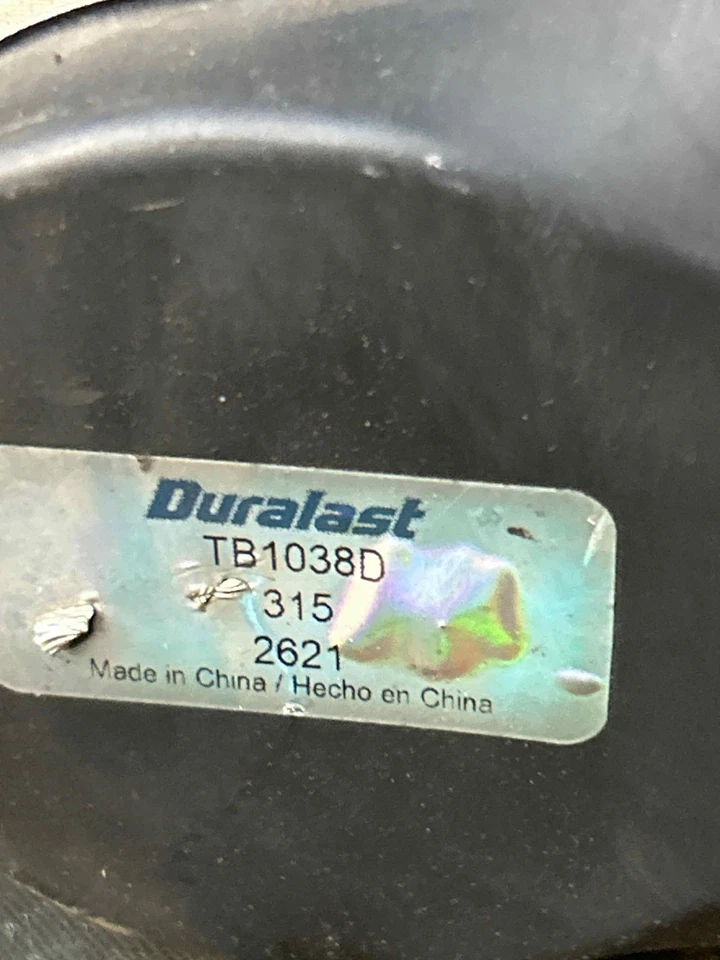 Duralast
TB1038D
315
2621
Made in China / Hecho en China